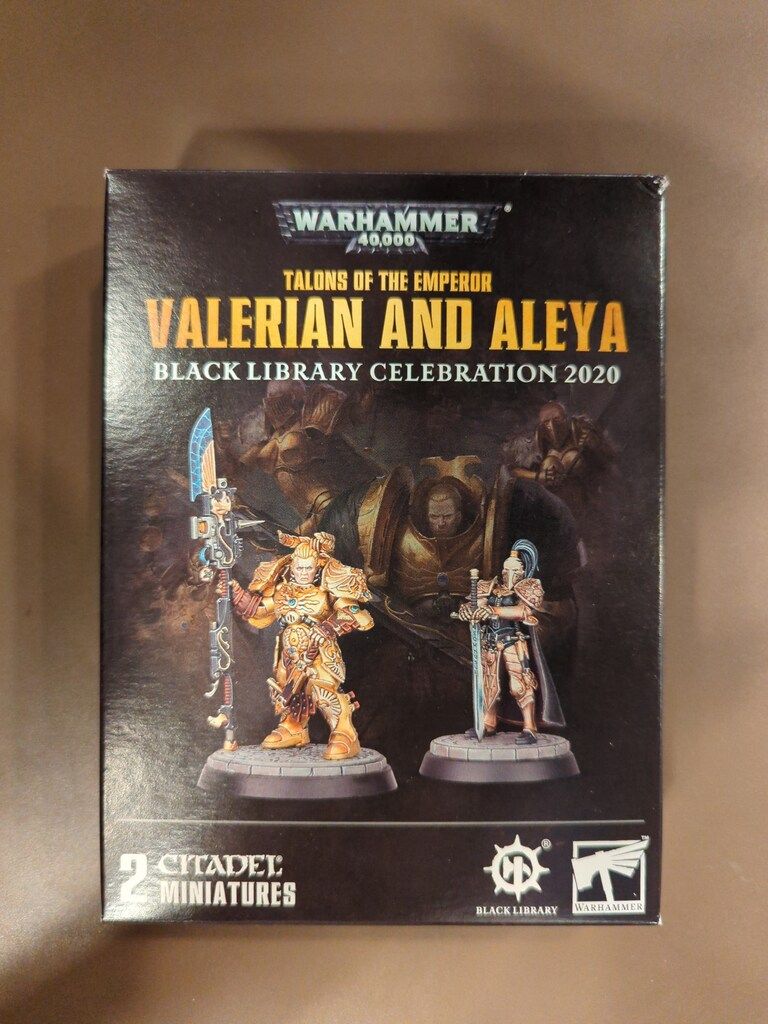 WARHAMMER®
40,000
TALONS OF THE EMPEROR
VALERIAN AND ALEYA
BLACK LIBRARY CELEBRATION 2020
2 CITADEL®
MINIATURES
®
BLACK LIBRARY
™
WARHAMMER